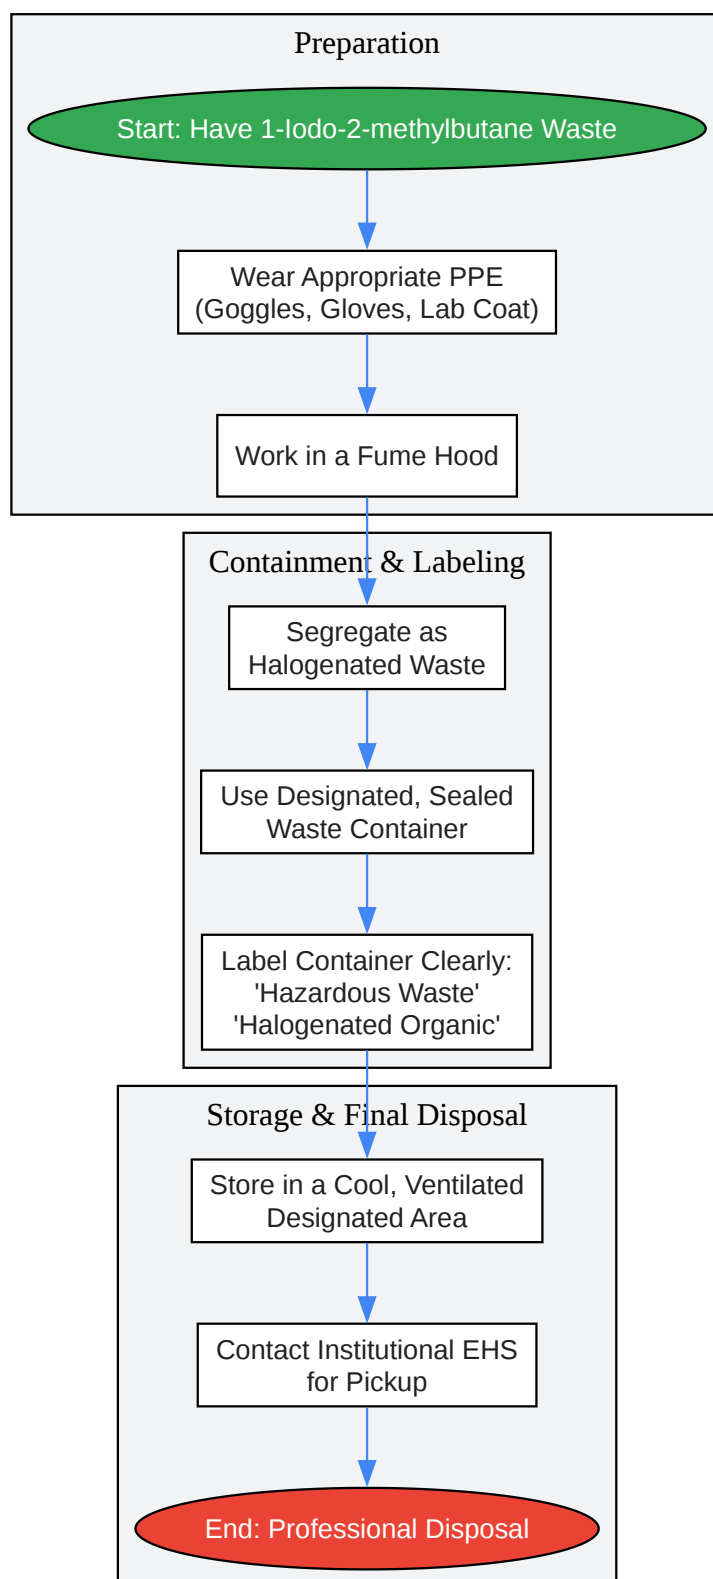 Preparation
Start: Have 1-Iodo-2-methylbutane Waste
Wear Appropriate PPE
(Goggles, Gloves, Lab Coat)
Work in a Fume Hood
Containment & Labeling
Segregate as
Halogenated Waste
Use Designated, Sealed
Waste Container
Label Container Clearly:
'Hazardous Waste'
'Halogenated Organic'
Storage & Final Disposal
Store in a Cool, Ventilated
Designated Area
Contact Institutional EHS
for Pickup
End: Professional Disposal